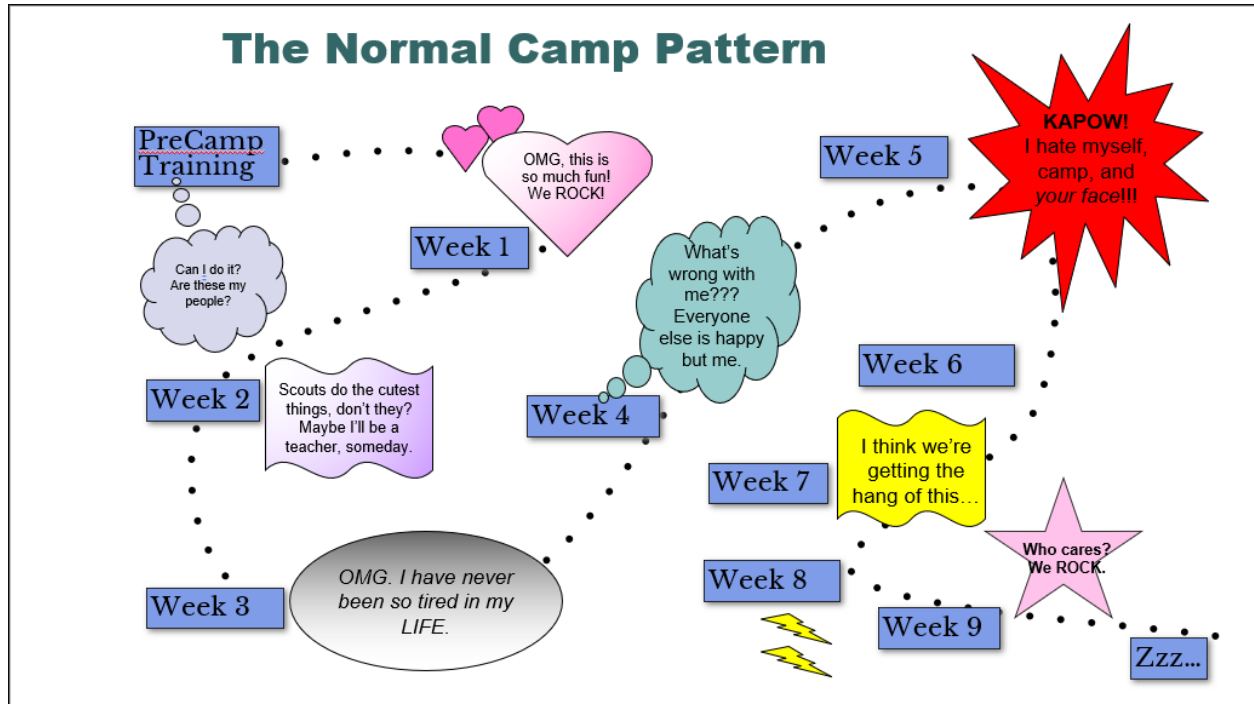 The Normal Camp Pattern
PreCamp
Training
Can I do it?
Are these my
people?
OMG, this is
so much fun!
We ROCK!
Week 1
Week 2
Scouts do the cutest
things, don't they?
Maybe I'll be a
teacher, someday.
Week 3
OMG. I have never
been so tired in my
LIFE.
Week 4
What's
wrong with
me???
Everyone
else is happy
but me.
Week 5
KAPOW!
I hate myself,
camp, and
your face!!!
Week 6
Week 7
I think we're
getting the
hang of this…
Week 8
Week 9
Who cares?
We ROCK.
Zzz…